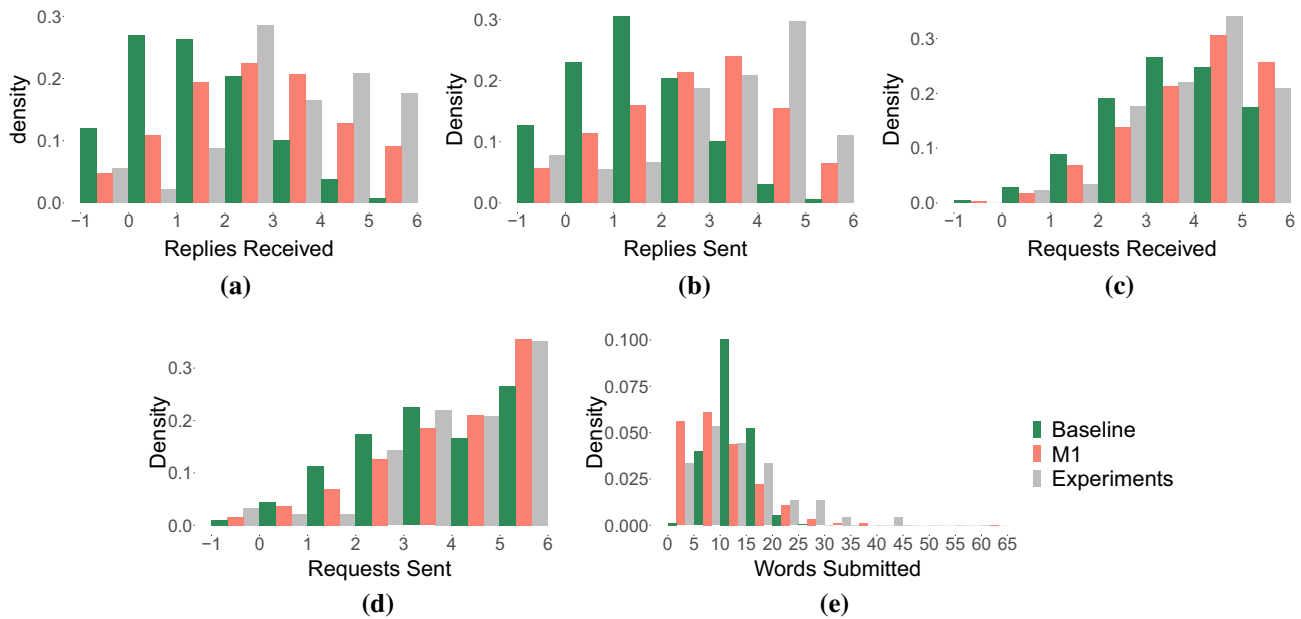 density
0.3
0.2
0.1
0.0
−1 0 1 2 3 4 5 6
Replies Received
(a)
Density
0.3
0.2
0.1
0.0
−1 0 1 2 3 4 5 6
Replies Sent
(b)
Density
0.3
0.2
0.1
0.0
−1 0 1 2 3 4 5 6
Requests Received
(c)
Density
0.3
0.2
0.1
0.0
−1 0 1 2 3 4 5 6
Requests Sent
(d)
Density
0.100
0.075
0.050
0.025
0.000
0 5 10 15 20 25 30 35 40 45 50 55 60 65
Words Submitted
(e)
Baseline
M1
Experiments